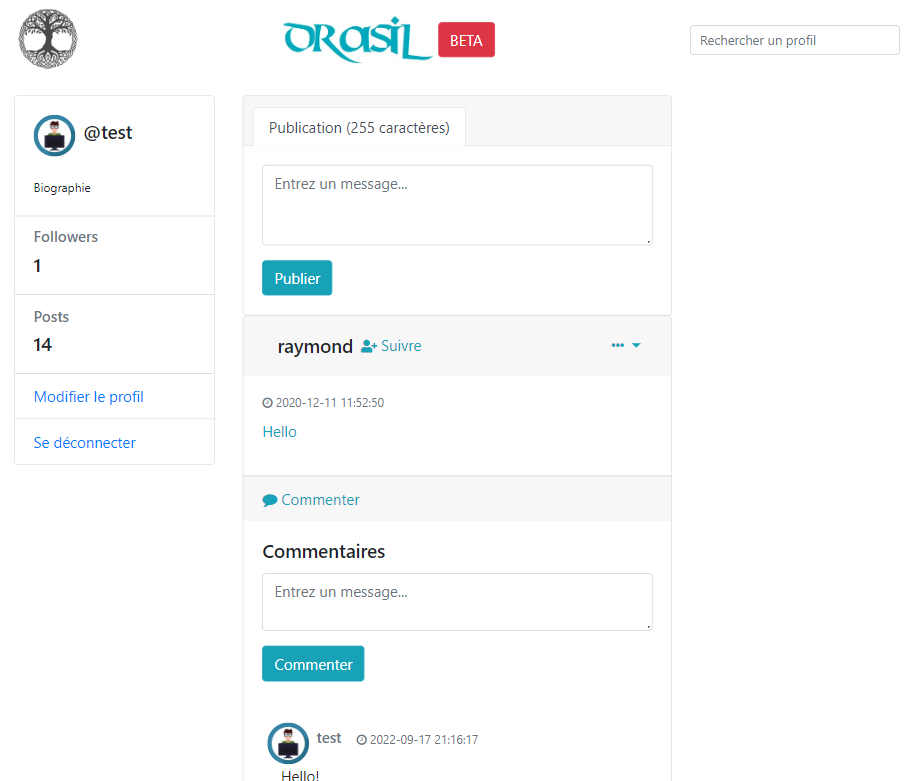 ORasiL BETA
Rechercher un profil
@test
Biographie
Followers
1
Posts
14
Modifier le profil
Se déconnecter
Publication (255 caractères)
Entrez un message...
Publier
raymond Suivre
2020-12-11 11:52:50
Hello
Commenter
Commentaires
Entrez un message...
Commenter
test 2022-09-17 21:16:17
Hello!